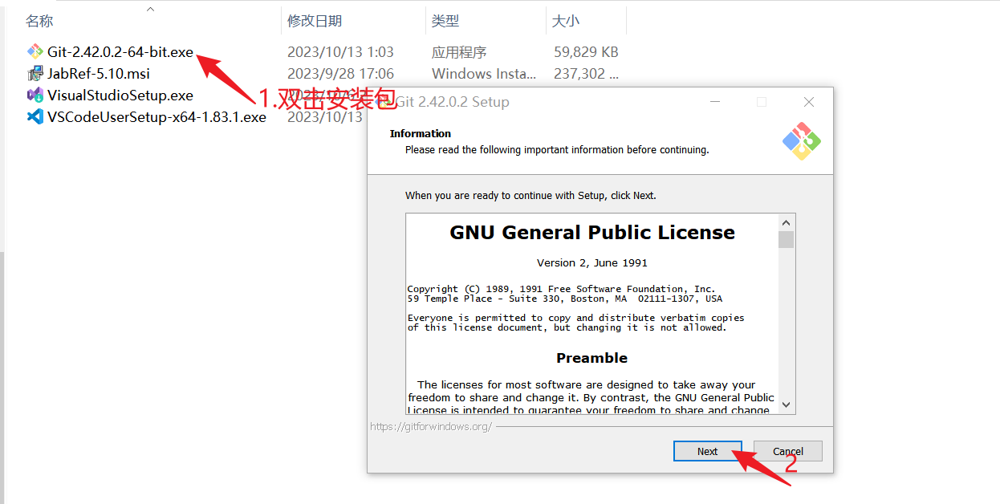 名称 修改日期 类型 大小
Git-2.42.0.2-64-bit.exe 2023/10/13 1:03 应用程序 59,829 KB
JabRef-5.10.msi 2023/9/28 17:06 Windows Insta... 237,302 ...
VisualStudioSetup.exe
VSCodeUserSetup-x64-1.83.1.exe 2023/10/13
1.双击安装包
Git 2.42.0.2 Setup
Information
Please read the following important information before continuing.
When you are ready to continue with Setup, click Next.
GNU General Public License
Version 2, June 1991
Copyright (C) 1989, 1991 Free Software Foundation, Inc.
59 Temple Place - Suite 330, Boston, MA  02111-1307, USA
Everyone is permitted to copy and distribute verbatim copies
of this license document, but changing it is not allowed.
Preamble
The licenses for most software are designed to take away your
freedom to share and change it. By contrast, the GNU General Public
License is intended to guarantee your freedom to share and change
https://gitforwindows.org/
Next Cancel
2